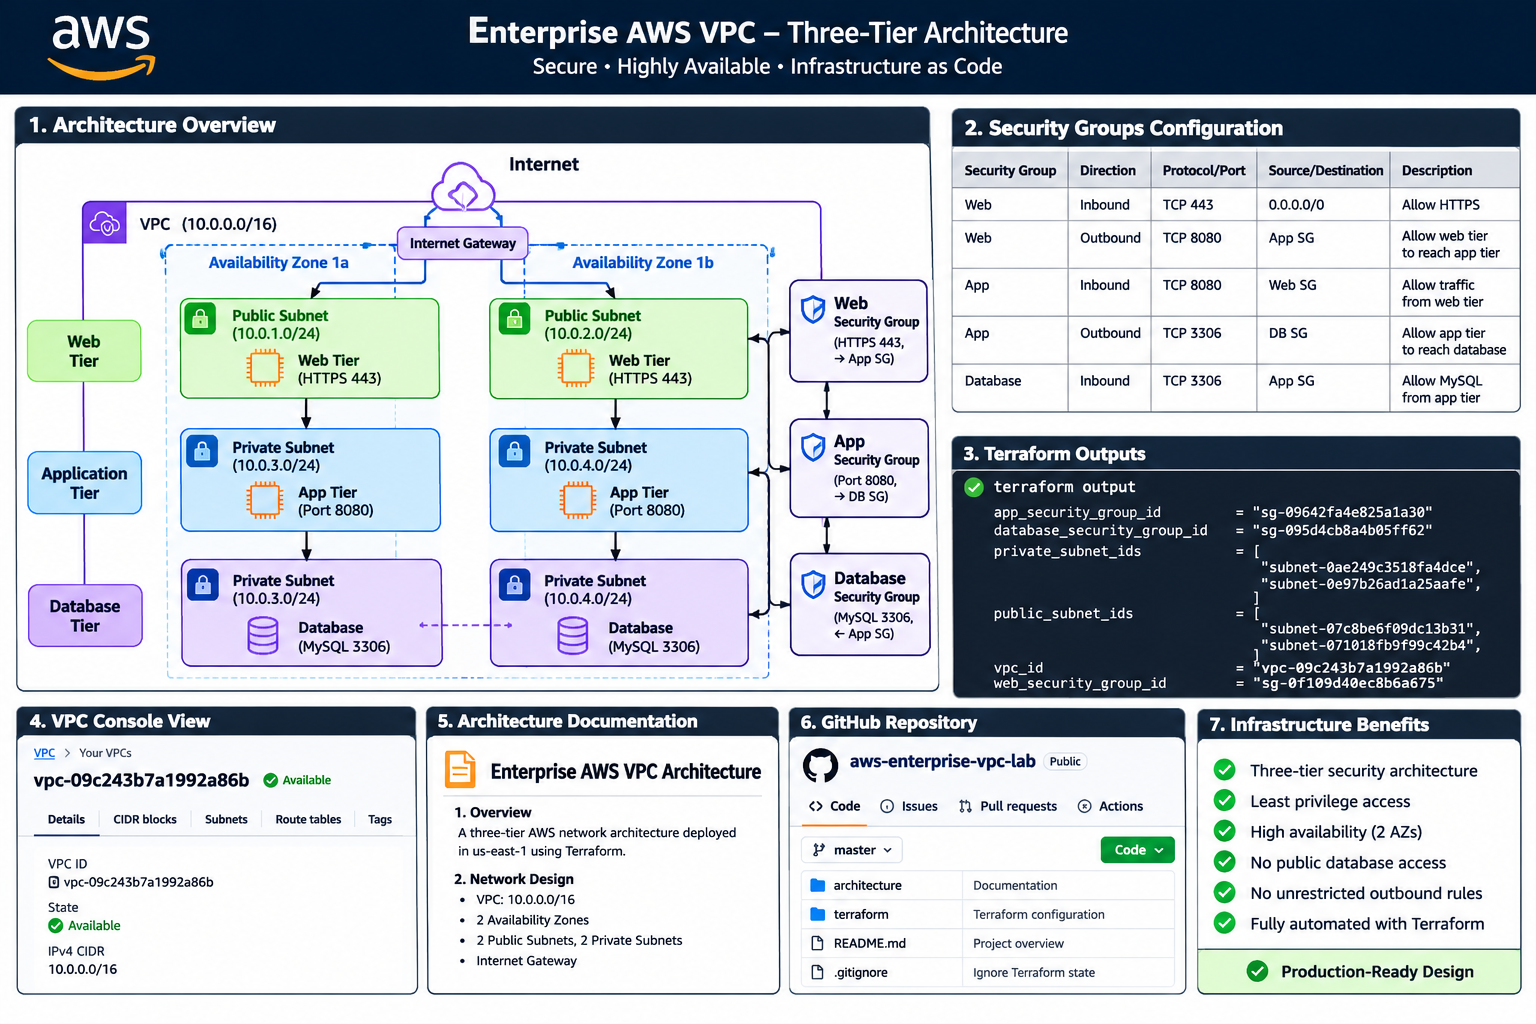 aws
Enterprise AWS VPC – Three-Tier Architecture
Secure • Highly Available • Infrastructure as Code
1. Architecture Overview
Internet
VPC (10.0.0.0/16)
Internet Gateway
Availability Zone 1a
Availability Zone 1b
Web
Tier
Public Subnet
(10.0.1.0/24)
Web Tier
(HTTPS 443)
Public Subnet
(10.0.2.0/24)
Web Tier
(HTTPS 443)
Web
Security Group
(HTTPS 443,
→ App SG)
Application
Tier
Private Subnet
(10.0.3.0/24)
App Tier
(Port 8080)
Private Subnet
(10.0.4.0/24)
App Tier
(Port 8080)
App
Security Group
(Port 8080,
→ DB SG)
Database
Tier
Private Subnet
(10.0.3.0/24)
Database
(MySQL 3306)
Private Subnet
(10.0.4.0/24)
Database
(MySQL 3306)
Database
Security Group
(MySQL 3306,
← App SG)
2. Security Groups Configuration
Security Group Direction Protocol/Port Source/Destination Description
Web Inbound TCP 443 0.0.0.0/0 Allow HTTPS
Web Outbound TCP 8080 App SG Allow web tier
to reach app tier
App Inbound TCP 8080 Web SG Allow traffic
from web tier
App Outbound TCP 3306 DB SG Allow app tier
to reach database
Database Inbound TCP 3306 App SG Allow MySQL
from app tier
3. Terraform Outputs
terraform output
app_security_group_id = "sg-09642fa4e825a1a30"
database_security_group_id = "sg-095d4cb8a4b05ff62"
private_subnet_ids = [
"subnet-0ae249c3518fa4dce",
"subnet-0e97b26ad1a25aafe",
]
public_subnet_ids = [
"subnet-07c8be6f09dc13b31",
"subnet-071018fb9f99c42b4",
]
vpc_id = "vpc-09c243b7a1992a86b"
web_security_group_id = "sg-0f109d40ec8b6a675"
4. VPC Console View
VPC > Your VPCs
vpc-09c243b7a1992a86b Available
Details CIDR blocks Subnets Route tables Tags
VPC ID
vpc-09c243b7a1992a86b
State
Available
IPv4 CIDR
10.0.0.0/16
5. Architecture Documentation
Enterprise AWS VPC Architecture
1. Overview
A three-tier AWS network architecture deployed
in us-east-1 using Terraform.
2. Network Design
• VPC: 10.0.0.0/16
• 2 Availability Zones
• 2 Public Subnets, 2 Private Subnets
• Internet Gateway
6. GitHub Repository
aws-enterprise-vpc-lab Public
<> Code Issues Pull requests Actions
master Code
architecture Documentation
terraform Terraform configuration
README.md Project overview
.gitignore Ignore Terraform state
7. Infrastructure Benefits
Three-tier security architecture
Least privilege access
High availability (2 AZs)
No public database access
No unrestricted outbound rules
Fully automated with Terraform
Production-Ready Design